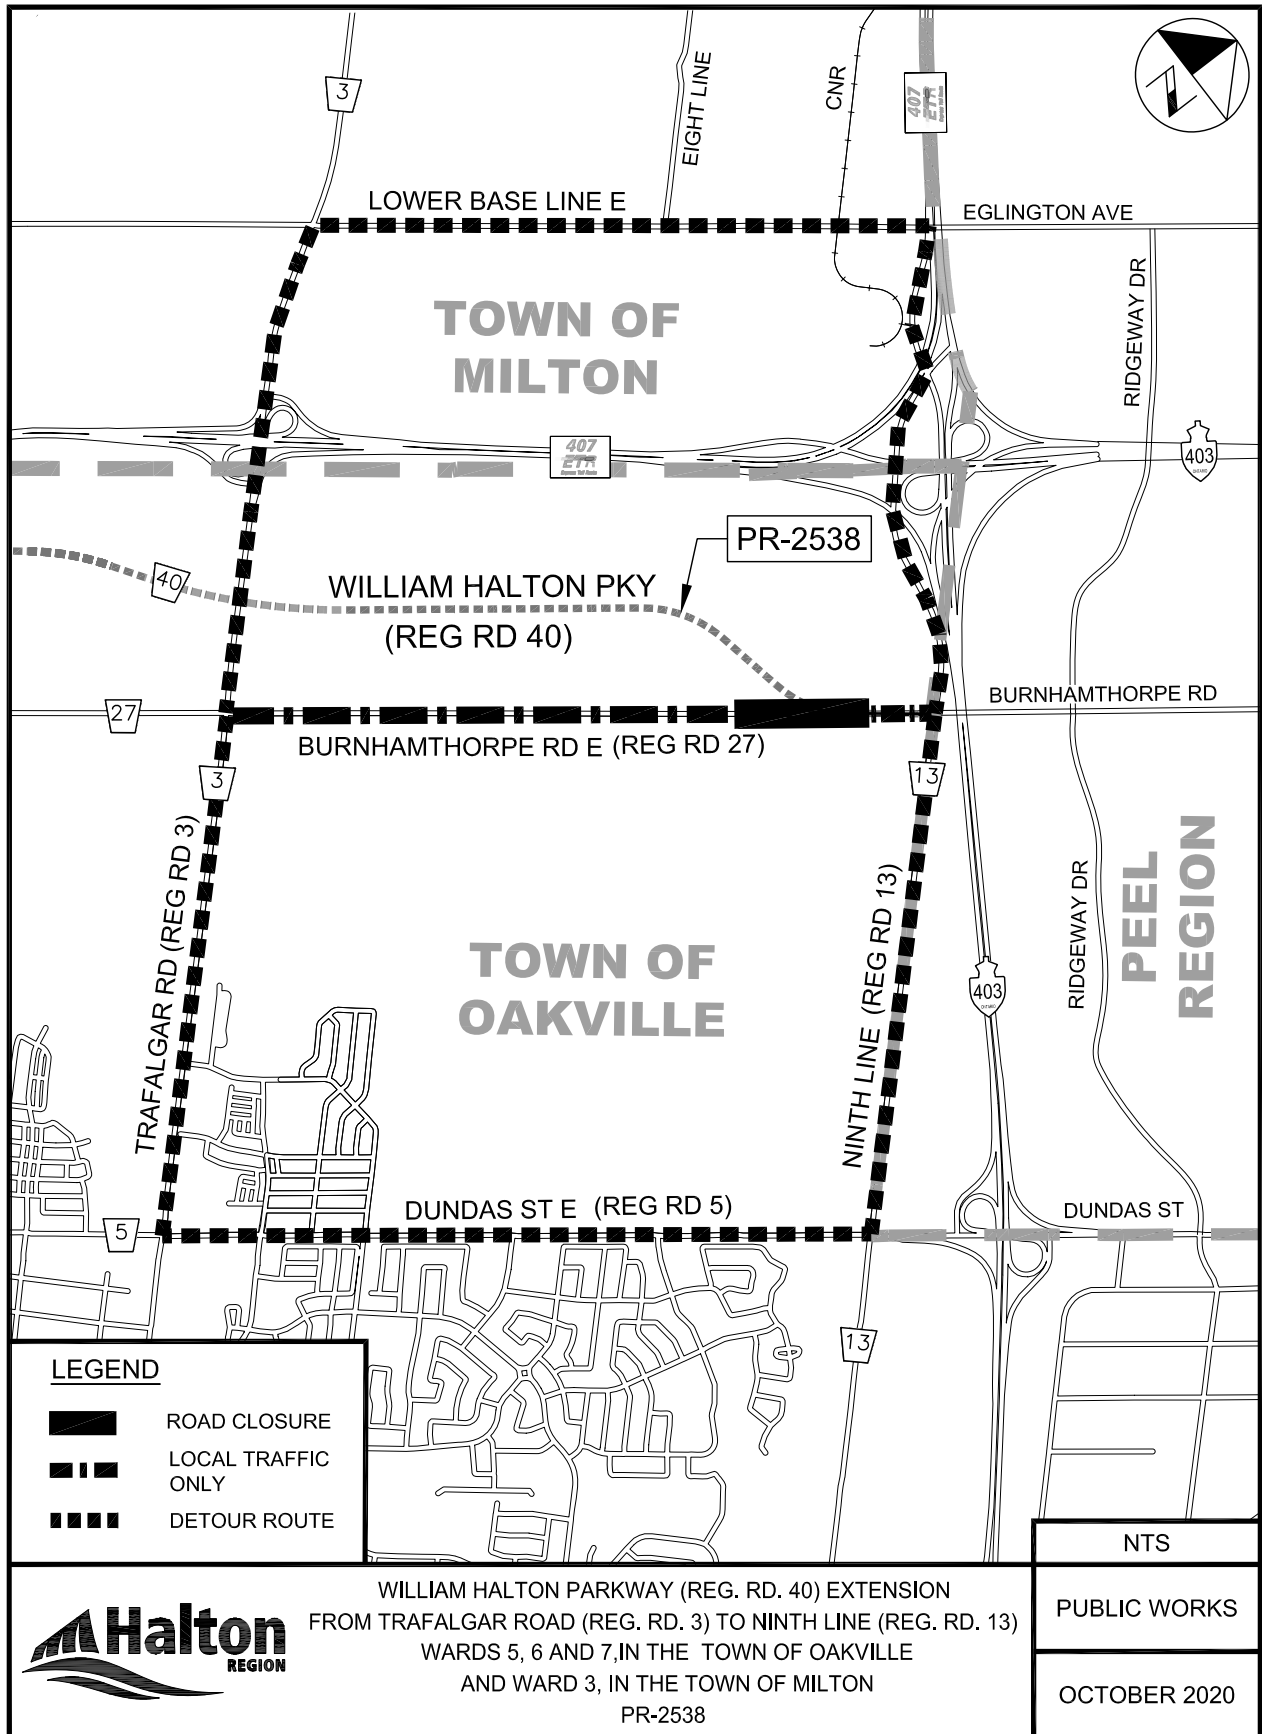 3
EIGHT LINE
CNR
407
ETR
LOWER BASE LINE E
EGLINGTON AVE
RIDGEWAY DR
TOWN OF
MILTON
407
ETR
Express Toll Route
403
ONTARIO
PR-2538
40
WILLIAM HALTON PKY
(REG RD 40)
27
BURNHAMTHORPE RD
BURNHAMTHORPE RD E (REG RD 27)
3
13
TRAFALGAR RD (REG RD 3)
NINTH LINE (REG RD 13)
RIDGEWAY DR
PEEL
REGION
TOWN OF
OAKVILLE
403
ONTARIO
5
DUNDAS ST E (REG RD 5)
DUNDAS ST
13
LEGEND
ROAD CLOSURE
LOCAL TRAFFIC
ONLY
DETOUR ROUTE
NTS
PUBLIC WORKS
OCTOBER 2020
Halton
REGION
WILLIAM HALTON PARKWAY (REG. RD. 40) EXTENSION
FROM TRAFALGAR ROAD (REG. RD. 3) TO NINTH LINE (REG. RD. 13)
WARDS 5, 6 AND 7,IN THE TOWN OF OAKVILLE
AND WARD 3, IN THE TOWN OF MILTON
PR-2538